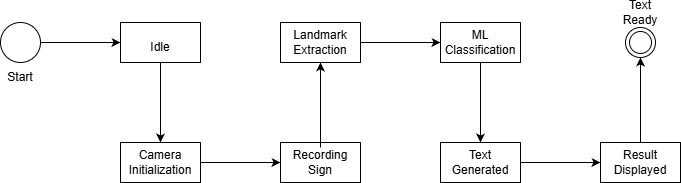 Start
Idle
Camera
Initialization
Recording
Sign
Landmark
Extraction
ML
Classification
Text
Generated
Result
Displayed
Text
Ready